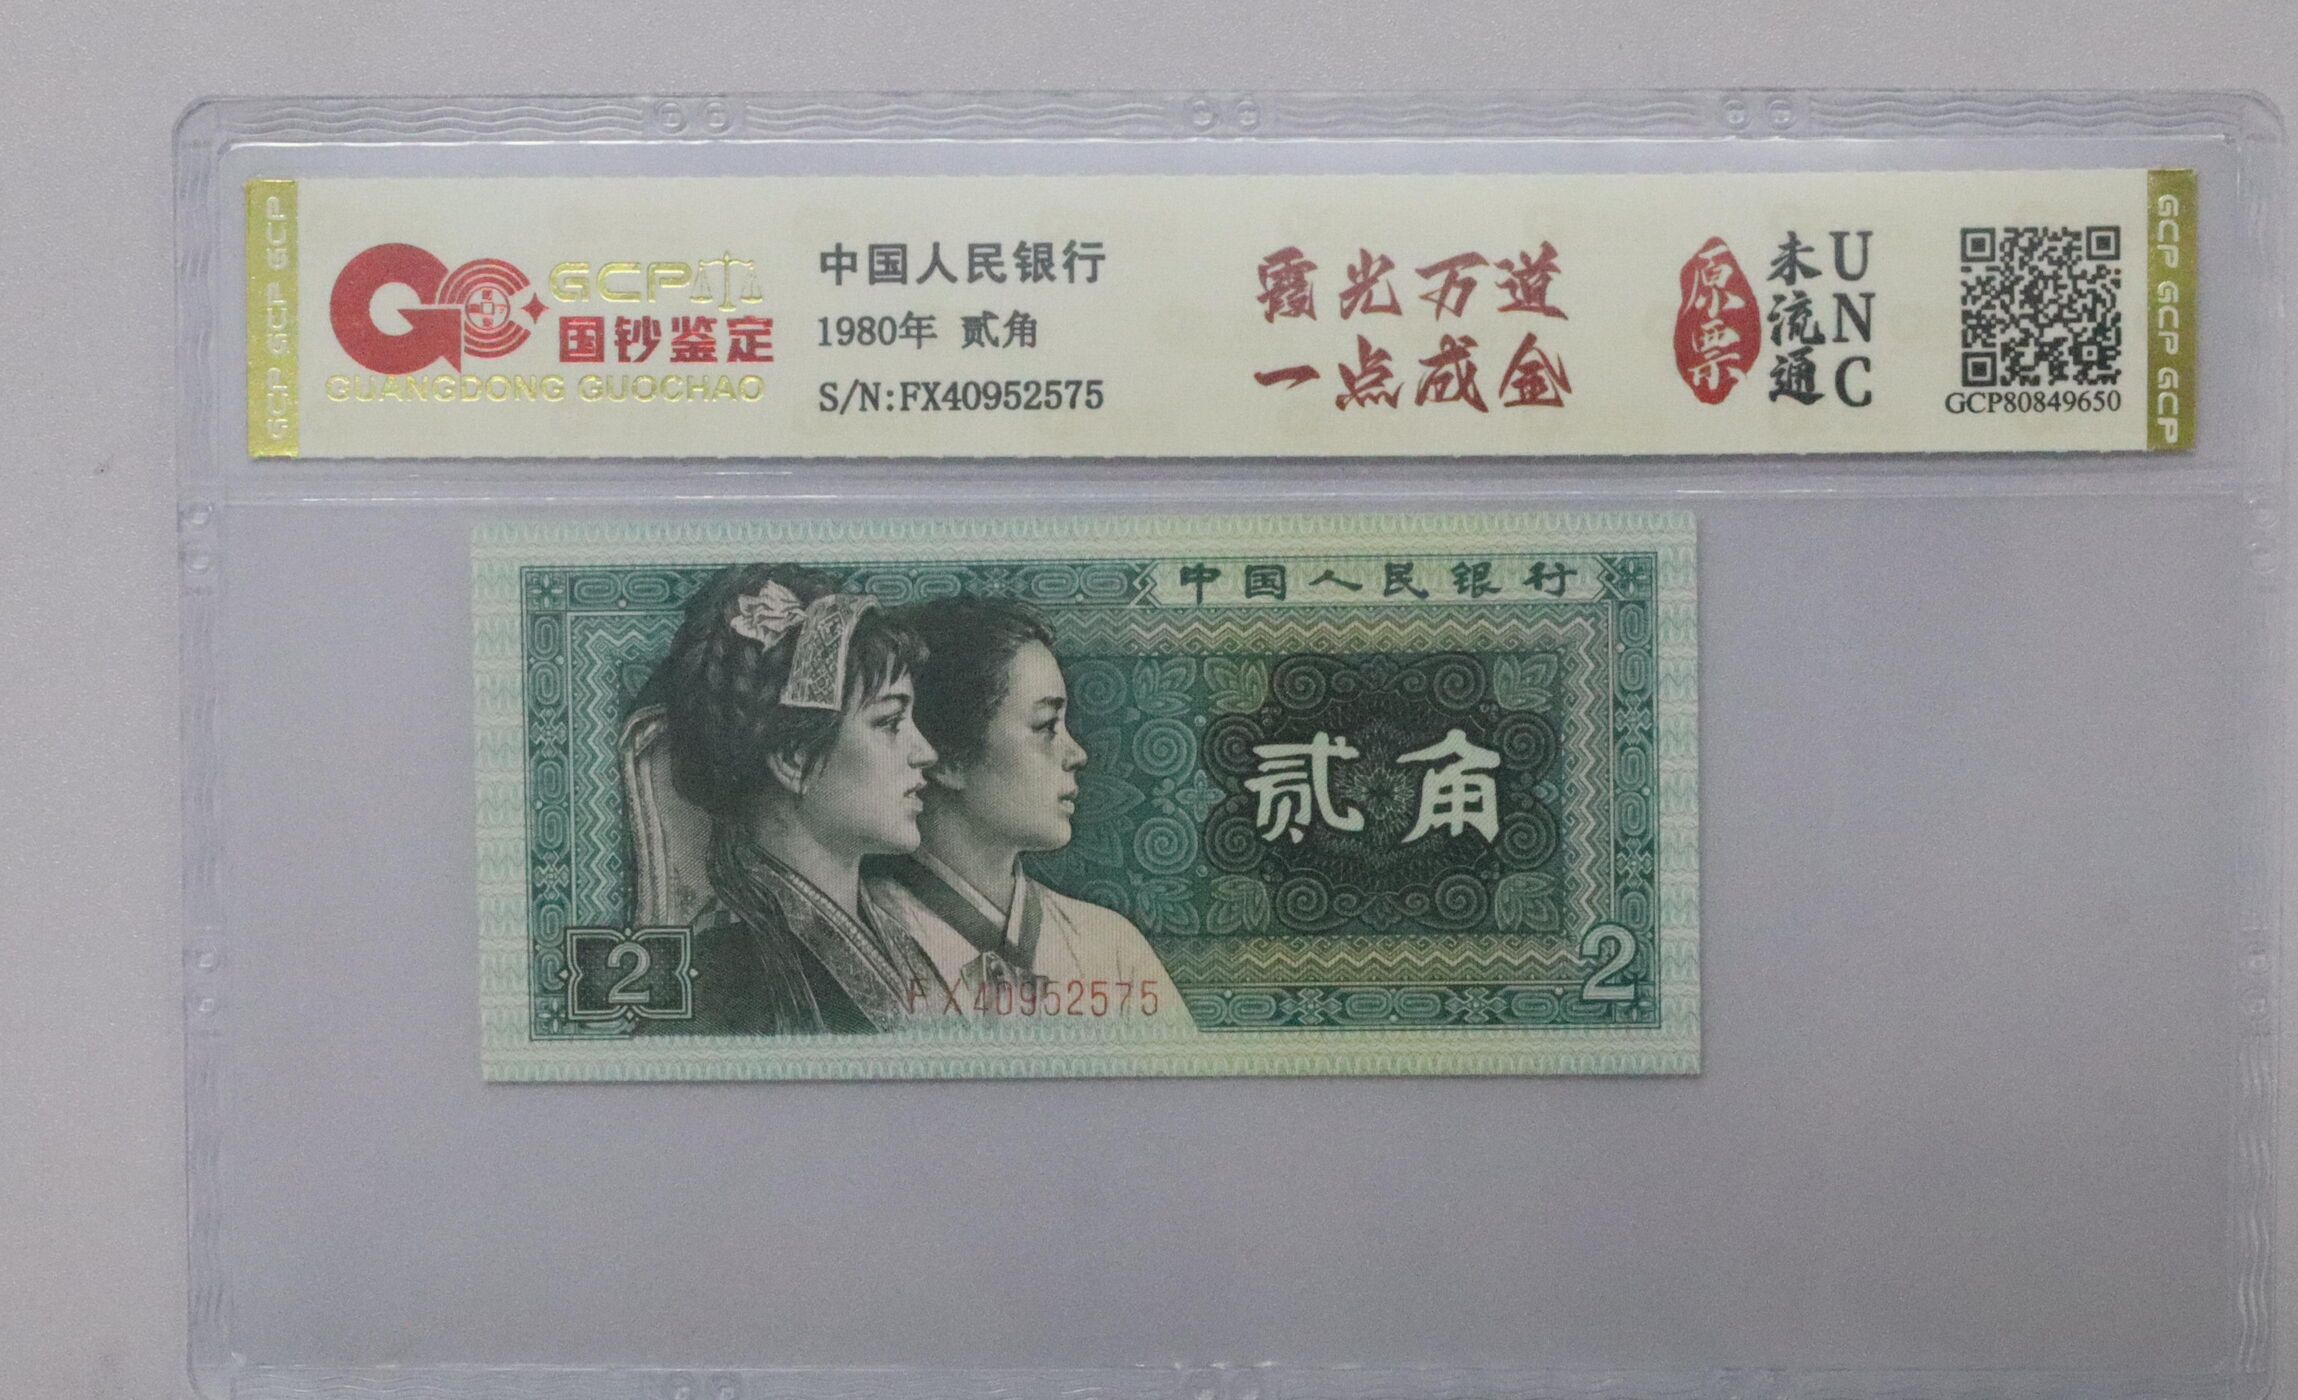 GCP GCP GCP
GCP
国钞鉴定
GUANGDONG GUOCHAO
中国人民银行
1980年 贰角
S/N:FX40952575
霞光万道
一点成金
原票
未流通
UNC
GCP80849650
GCP GCP GCP
中国人民银行
贰角
2
FX40952575
2